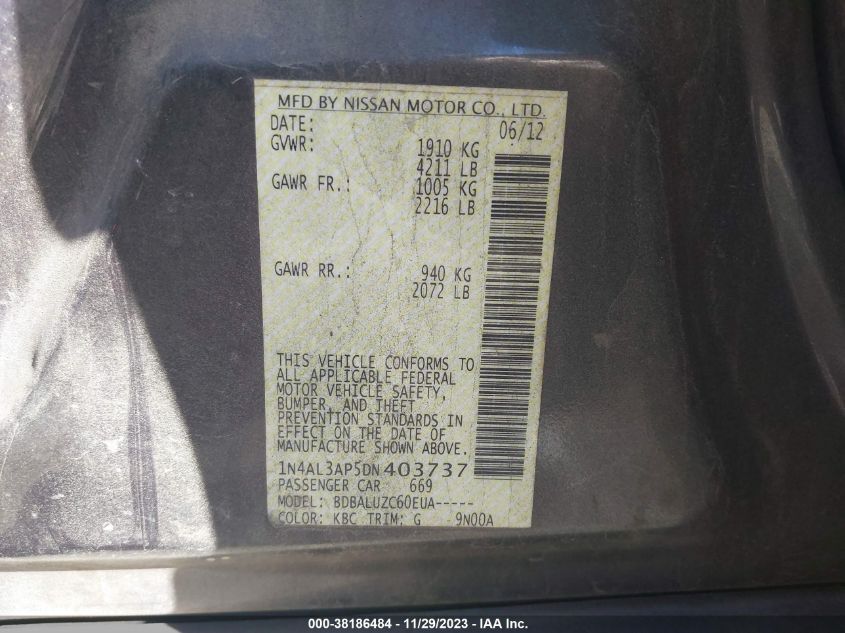 MFD BY NISSAN MOTOR CO., LTD.
DATE: 06/12
GVWR: 1910 KG
4211 LB
GAWR FR.: 1005 KG
2216 LB
GAWR RR.: 940 KG
2072 LB
THIS VEHICLE CONFORMS TO
ALL APPLICABLE FEDERAL
MOTOR VEHICLE SAFETY,
BUMPER, AND THEFT
PREVENTION STANDARDS IN
EFFECT ON THE DATE OF
MANUFACTURE SHOWN ABOVE.
1N4AL3AP5DN403737
PASSENGER CAR 669
MODEL: BDBALUZC60EUA-----
COLOR: KBC TRIM: G 9N00A
000-38186484 - 11/29/2023 - IAA Inc.